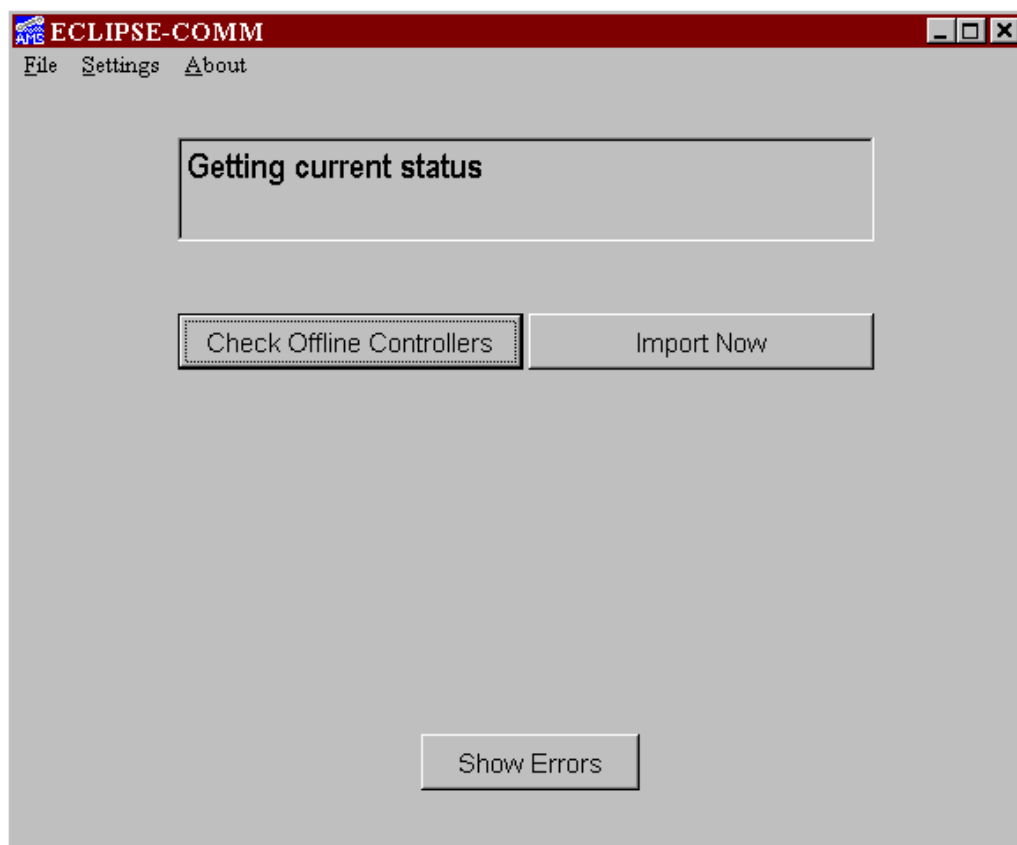 AMS ECLIPSE-COMM
File Settings About
Getting current status
Check Offline Controllers Import Now
Show Errors